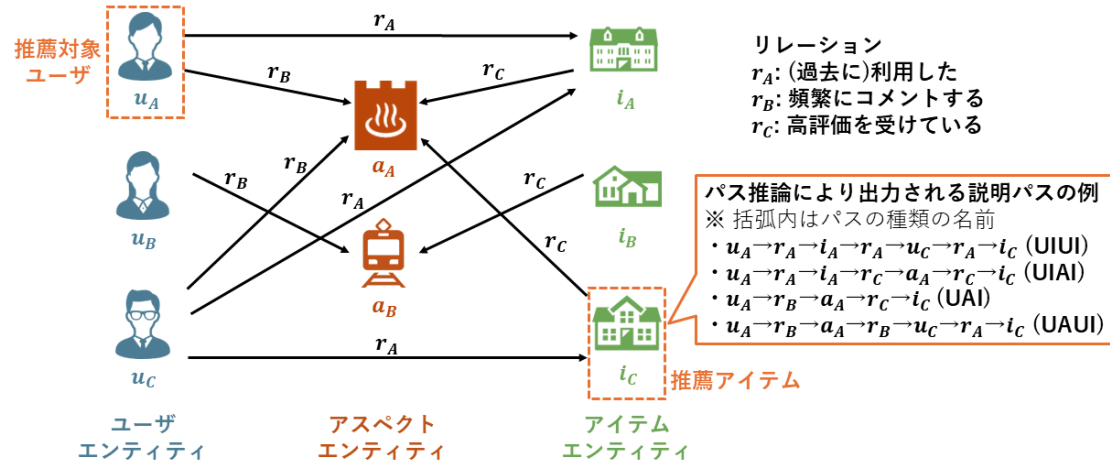 推薦対象
ユーザ
u_A
r_A
r_B
r_C
a_A
i_A
リレーション
r_A: (過去に)利用した
r_B: 頻繁にコメントする
r_C: 高評価を受けている
u_B
r_B
r_B
r_A
r_C
r_C
a_B
i_B
パス推論により出力される説明パスの例
※ 括弧内はパスの種類の名前
・u_A→r_A→i_A→r_A→u_C→r_A→i_C (UIUI)
・u_A→r_A→i_A→r_C→a_A→r_C→i_C (UIAI)
・u_A→r_B→a_A→r_C→i_C (UAI)
・u_A→r_B→a_A→r_B→u_C→r_A→i_C (UAUI)
u_C
r_A
i_C
推薦アイテム
ユーザ
エンティティ
アスペクト
エンティティ
アイテム
エンティティ